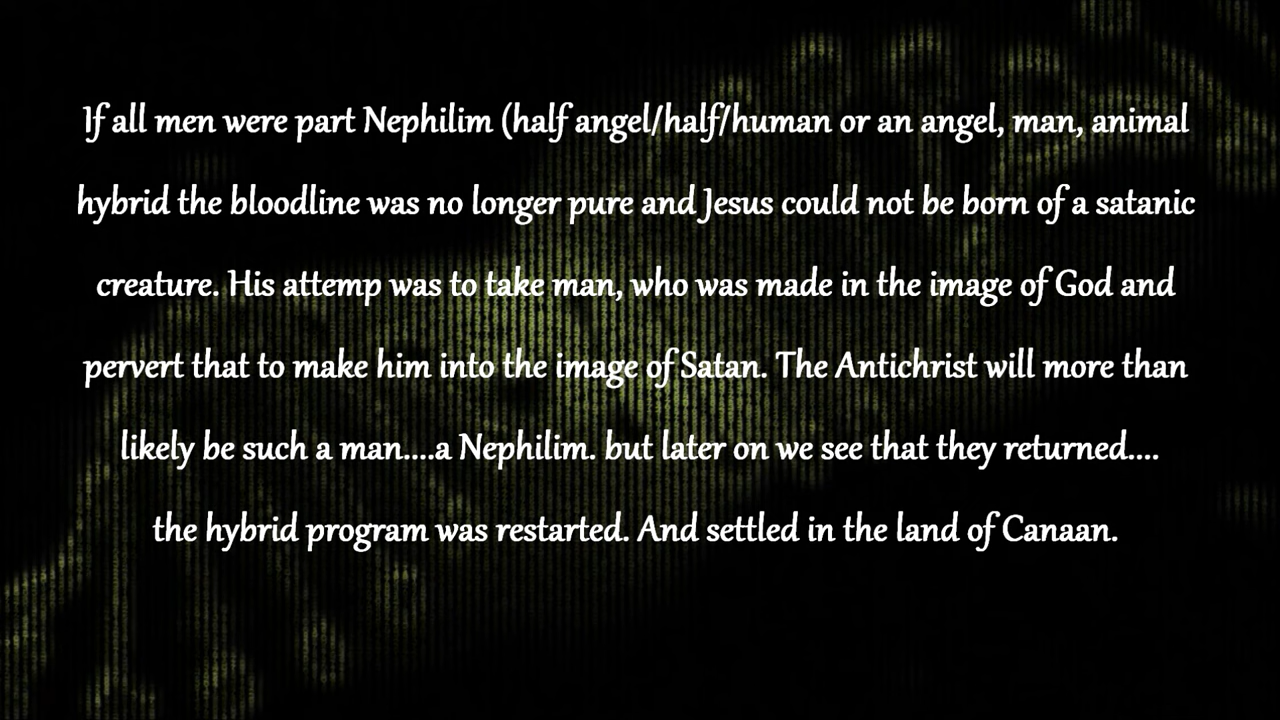 If all men were part Nephilim (half angel/half/human or an angel, man, animal
hybrid the bloodline was no longer pure and Jesus could not be born of a satanic
creature. His attemp was to take man, who was made in the image of God and
pervert that to make him into the image of Satan. The Antichrist will more than
likely be such a man....a Nephilim. but later on we see that they returned....
the hybrid program was restarted. And settled in the land of Canaan.